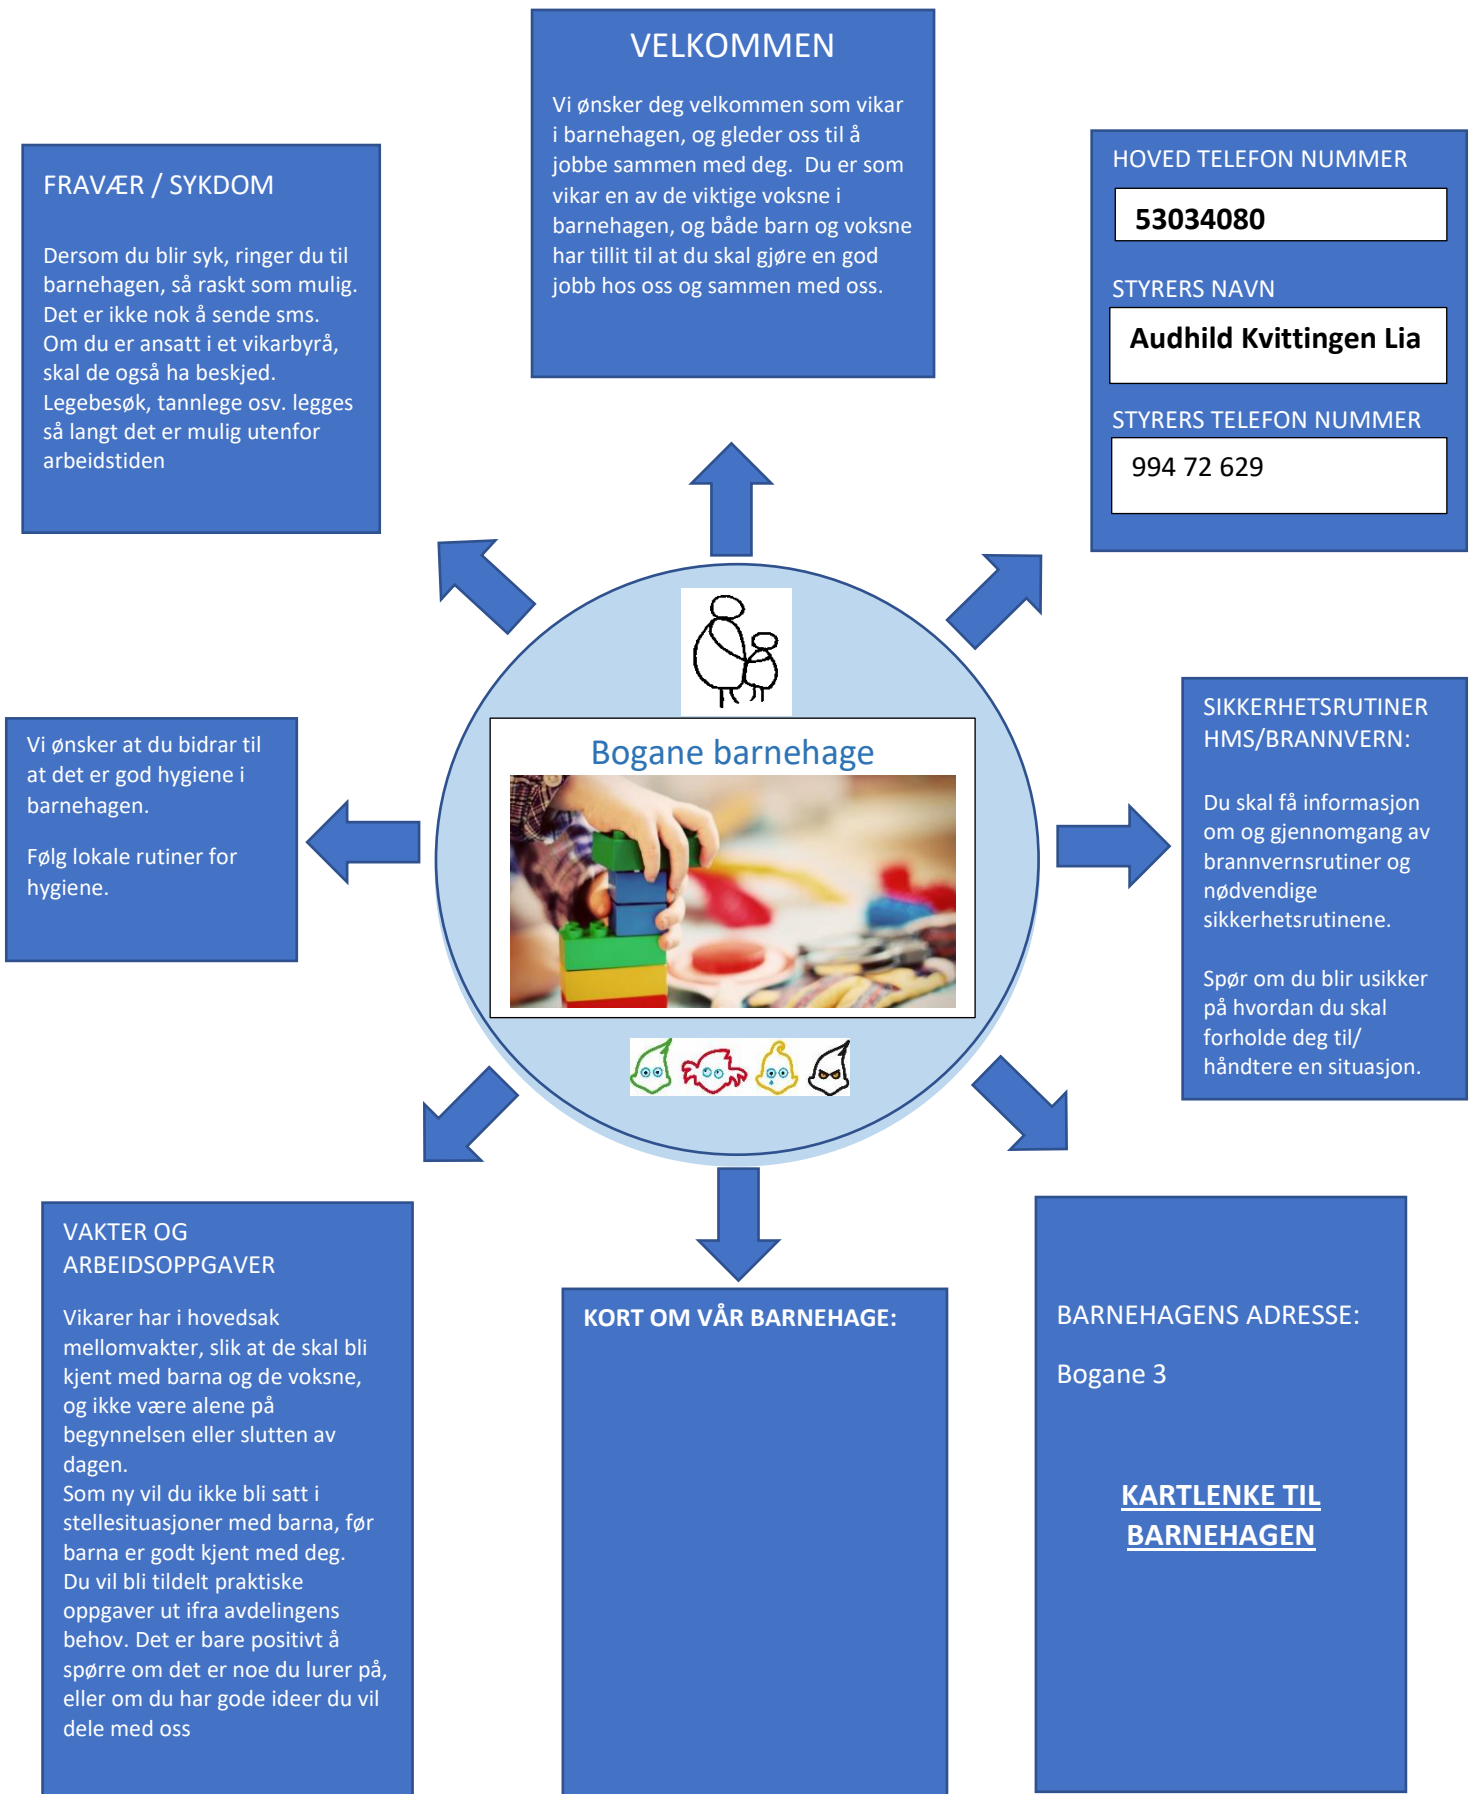 VELKOMMEN
Vi ønsker deg velkommen som vikar
i barnehagen, og gleder oss til å
jobbe sammen med deg.  Du er som
vikar en av de viktige voksne i
barnehagen, og både barn og voksne
har tillit til at du skal gjøre en god
jobb hos oss og sammen med oss.
FRAVÆR / SYKDOM
Dersom du blir syk, ringer du til
barnehagen, så raskt som mulig.
Det er ikke nok å sende sms.
Om du er ansatt i et vikarbyrå,
skal de også ha beskjed.
Legebesøk, tannlege osv. legges
så langt det er mulig utenfor
arbeidstiden
HOVED TELEFON NUMMER
53034080
STYRERS NAVN
Audhild Kvittingen Lia
STYRERS TELEFON NUMMER
994 72 629
Vi ønsker at du bidrar til
at det er god hygiene i
barnehagen.
Følg lokale rutiner for
hygiene.
Bogane barnehage
SIKKERHETSRUTINER
HMS/BRANNVERN:
Du skal få informasjon
om og gjennomgang av
brannvernsrutiner og
nødvendige
sikkerhetsrutinene.
Spør om du blir usikker
på hvordan du skal
forholde deg til/
håndtere en situasjon.
VAKTER OG
ARBEIDSOPPGAVER
Vikarer har i hovedsak
mellomvakter, slik at de skal bli
kjent med barna og de voksne,
og ikke være alene på
begynnelsen eller slutten av
dagen.
Som ny vil du ikke bli satt i
stellesituasjoner med barna, før
barna er godt kjent med deg.
Du vil bli tildelt praktiske
oppgaver ut ifra avdelingens
behov. Det er bare positivt å
spørre om det er noe du lurer på,
eller om du har gode ideer du vil
dele med oss
KORT OM VÅR BARNEHAGE:
BARNEHAGENS ADRESSE:
Bogane 3
KARTLENKE TIL
BARNEHAGEN